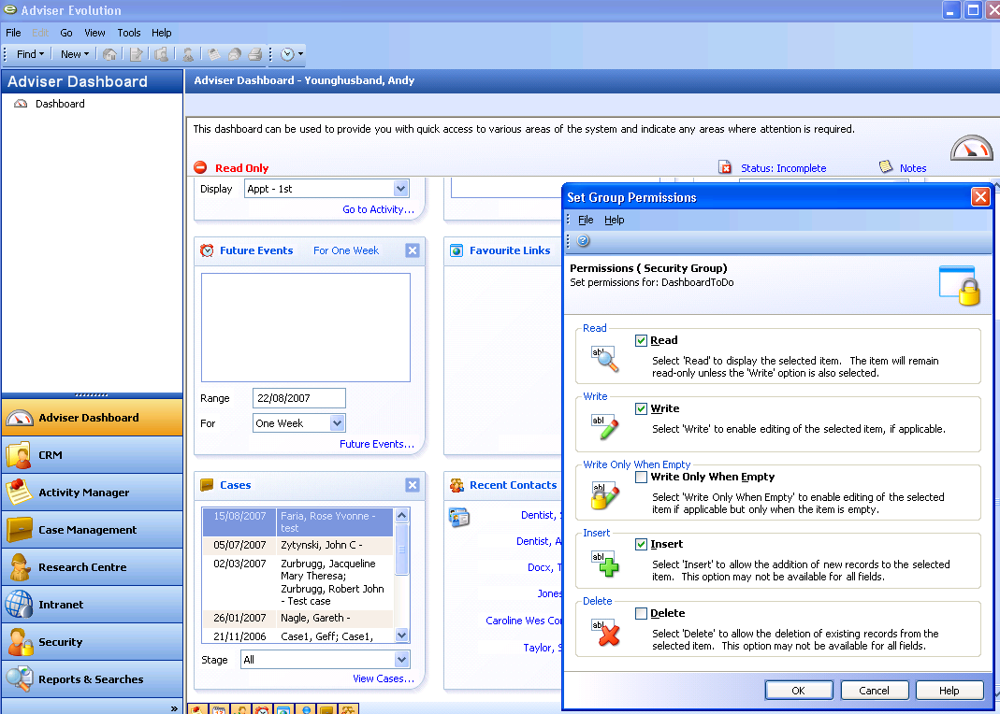 Adviser Evolution
File Edit Go View Tools Help
Find New
Adviser Dashboard
Dashboard
Adviser Dashboard - Younghusband, Andy
This dashboard can be used to provide you with quick access to various areas of the system and indicate any areas where attention is required.
Read Only
Status: Incomplete
Notes
Display Appt - 1st
Go to Activity...
Future Events For One Week
Range 22/08/2007
For One Week
Future Events...
Favourite Links
Cases
15/08/2007 Faria, Rose Yvonne -
test
05/07/2007 Zytynski, John C -
02/03/2007 Zurbrugg, Jacqueline
Mary Theresa;
Zurbrugg, Robert John
- Test case
26/01/2007 Nagle, Gareth -
21/11/2006 Case1, Geff; Case1,
Stage All
View Cases...
Recent Contacts
Dentist,
Dentist, A
Docx, T
Jones
Caroline Wes Cor
Taylor, S
Adviser Dashboard
CRM
Activity Manager
Case Management
Research Centre
Intranet
Security
Reports & Searches
»
Set Group Permissions
File Help
Permissions ( Security Group)
Set permissions for: DashboardToDo
Read
Read
Select 'Read' to display the selected item. The item will remain
read-only unless the 'Write' option is also selected.
Write
Write
Select 'Write' to enable editing of the selected item, if applicable.
Write Only When Empty
Write Only When Empty
Select 'Write Only When Empty' to enable editing of the selected
item if applicable but only when the item is empty.
Insert
Insert
Select 'Insert' to allow the addition of new records to the selected
item. This option may not be available for all fields.
Delete
Delete
Select 'Delete' to allow the deletion of existing records from the
selected item. This option may not be available for all fields.
OK Cancel Help